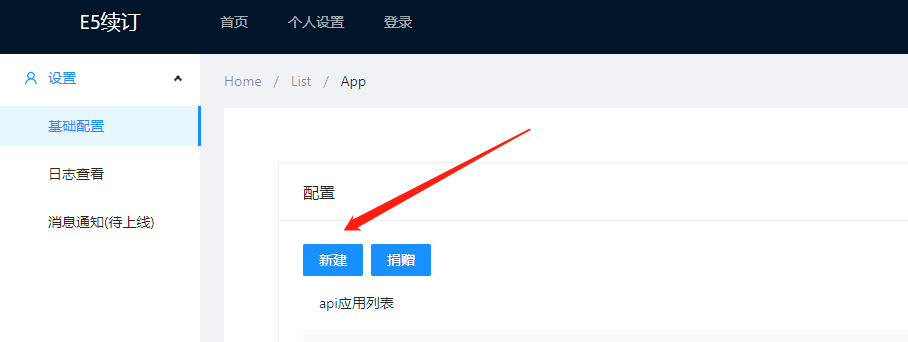 E5续订 首页 个人设置 登录
设置
Home / List / App
基础配置
日志查看
配置
消息通知(待上线)
新建 捐赠
api应用列表